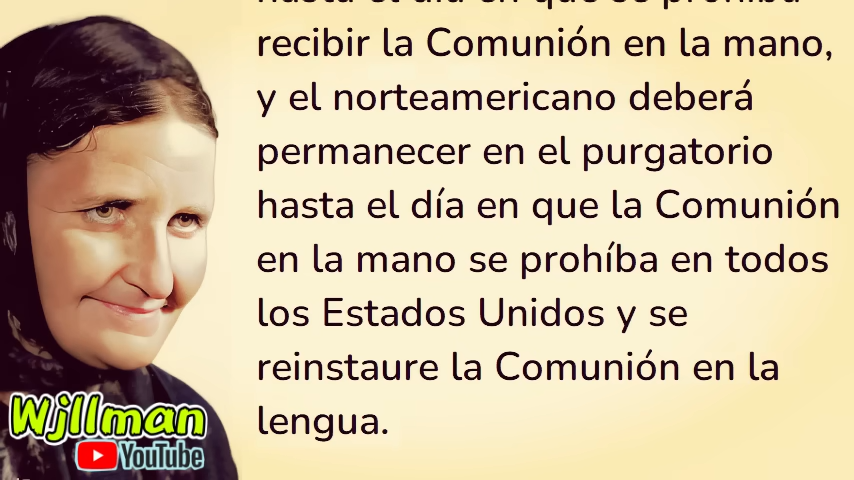 recibir la Comunión en la mano,
y el norteamericano deberá
permanecer en el purgatorio
hasta el día en que la Comunión
en la mano se prohíba en todos
los Estados Unidos y se
reinstaure la Comunión en la
lengua.
Wjllman
YouTube